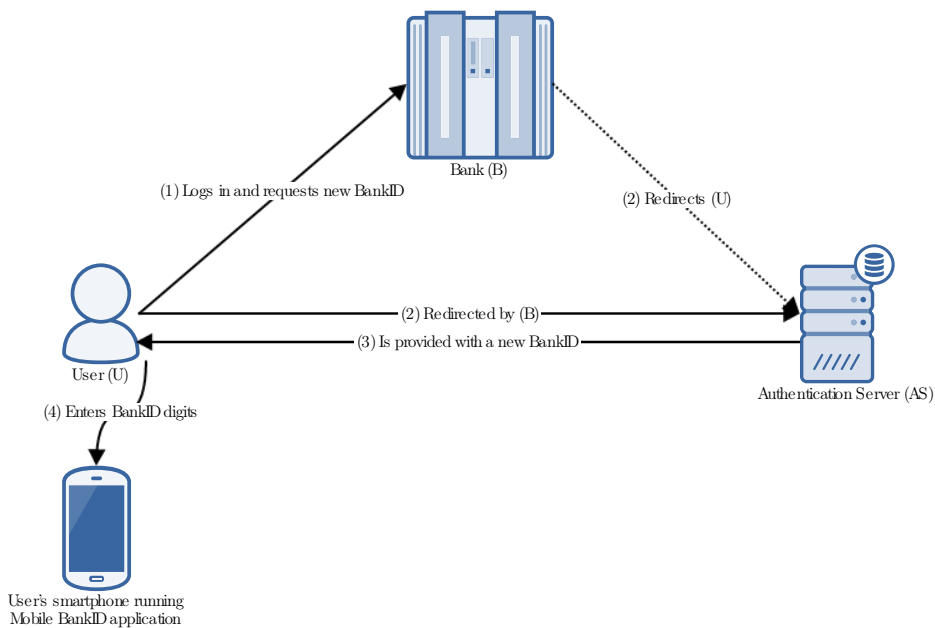 Bank (B)
(1) Logs in and requests new BankID
(2) Redirects (U)
(2) Redirected by (B)
(3) Is provided with a new BankID
User (U)
Authentication Server (AS)
(4) Enters BankID digits
User's smartphone running
Mobile BankID application